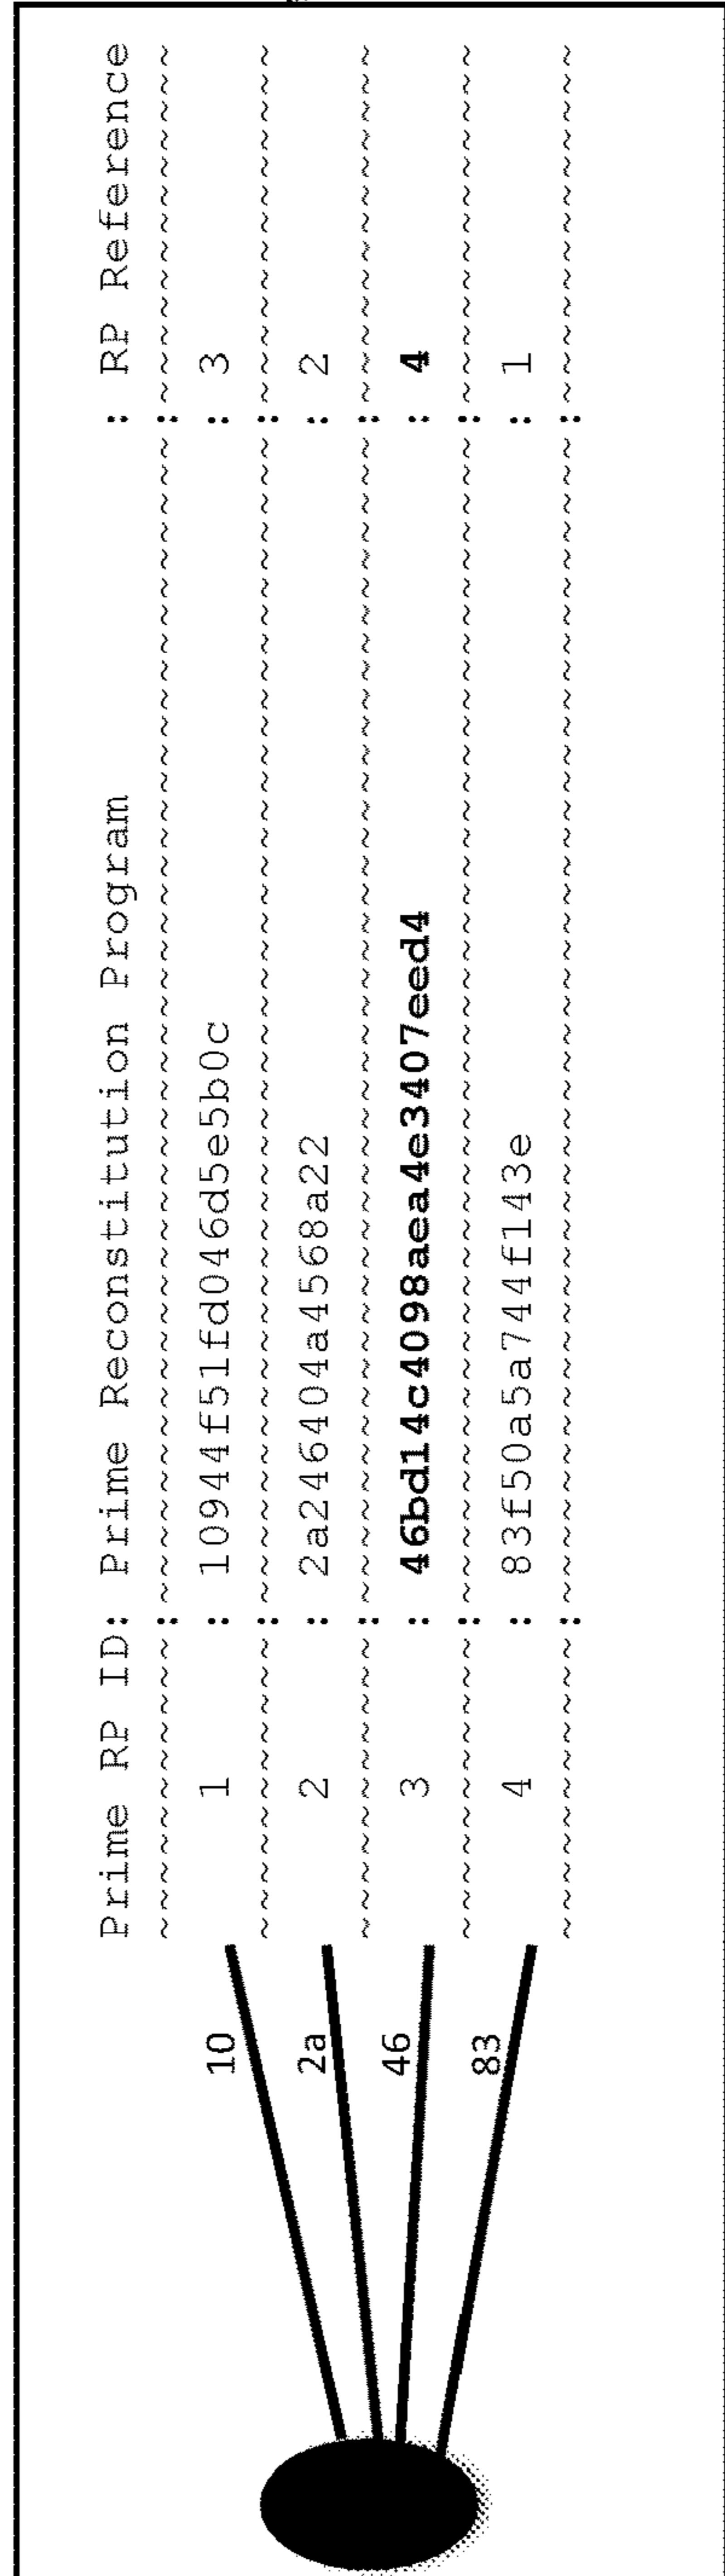 Prime RP ID: Prime Reconstitution Program : RP Reference
~~~~~~~~~~~:~~~~~~~~~~~~~~~~~~~~~~~~~~~~~~~~~~~~~~:~~~~~~~~~~~~~
10 1 : 10944f51fd046d5e5b0c : 3
~~~~~~~~~~~:~~~~~~~~~~~~~~~~~~~~~~~~~~~~~~~~~~~~~~:~~~~~~~~~~~~~
2a 2 : 2a246404a4568a22 : 2
~~~~~~~~~~~:~~~~~~~~~~~~~~~~~~~~~~~~~~~~~~~~~~~~~~:~~~~~~~~~~~~~
46 3 : 46bd14c4098aea4e3407eed4 : 4
~~~~~~~~~~~:~~~~~~~~~~~~~~~~~~~~~~~~~~~~~~~~~~~~~~:~~~~~~~~~~~~~
83 4 : 83f50a5a744f143e : 1
~~~~~~~~~~~:~~~~~~~~~~~~~~~~~~~~~~~~~~~~~~~~~~~~~~:~~~~~~~~~~~~~